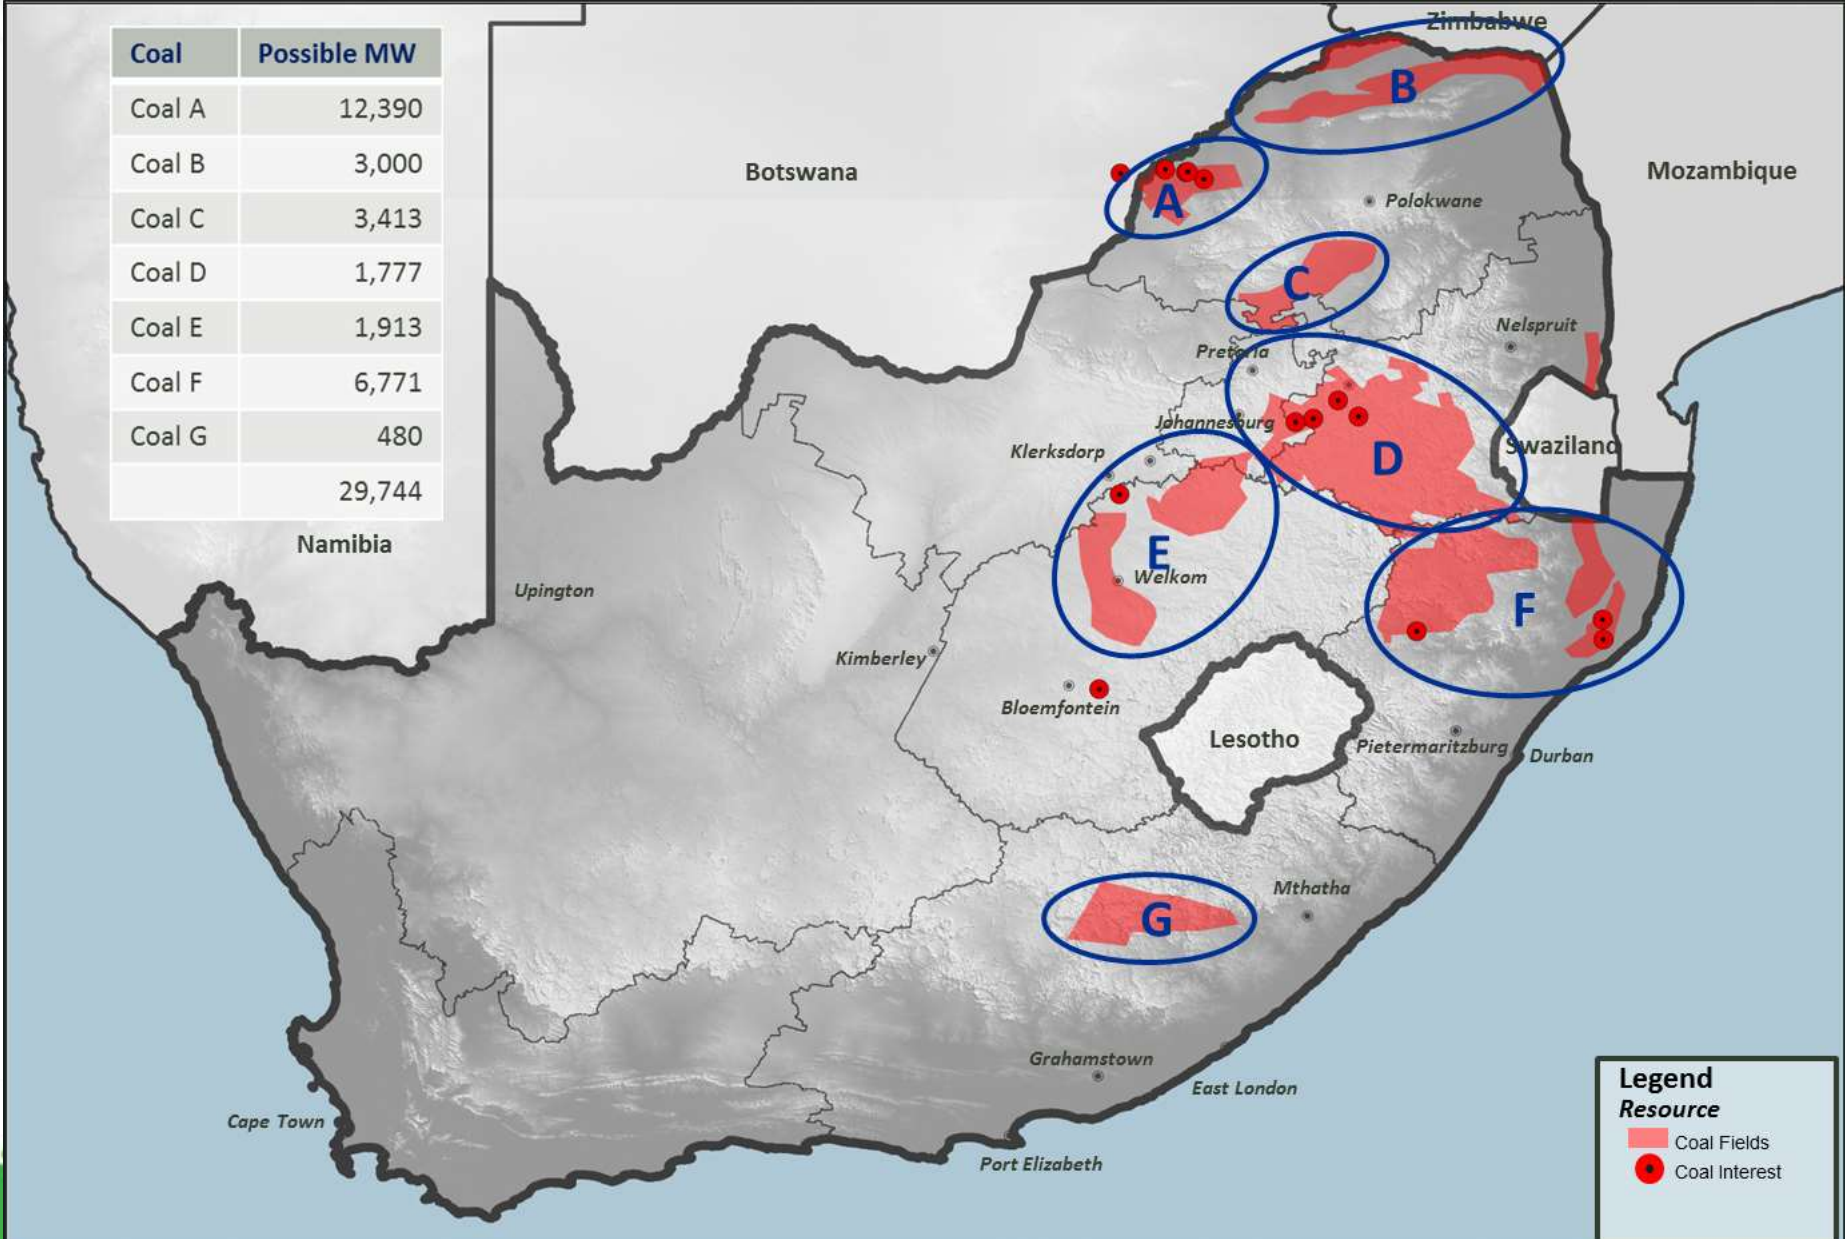 Coal Possible MW
Coal A 12,390
Coal B 3,000
Coal C 3,413
Coal D 1,777
Coal E 1,913
Coal F 6,771
Coal G 480
29,744
Zimbabwe
B
Botswana
Mozambique
A
Polokwane
C
Nelspruit
Pretoria
Johannesburg
Klerksdorp
D
Swaziland
Namibia
E
Welkom
Upington
F
Kimberley
Bloemfontein
Lesotho
Pietermaritzburg
Durban
Mthatha
G
Grahamstown
East London
Cape Town
Port Elizabeth
Legend
Resource
Coal Fields
Coal Interest